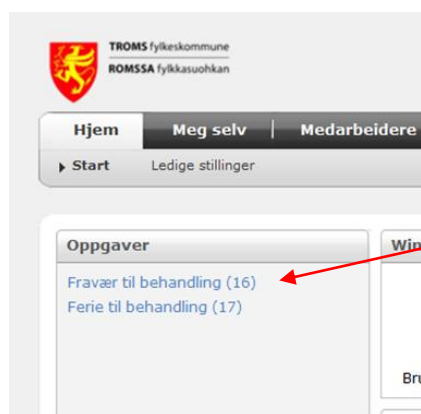 TROMS fylkeskommune
ROMSSA fylkkasuohkan
Hjem Meg selv Medarbeidere
Start Ledige stillinger
Oppgaver
Fravær til behandling (16)
Ferie til behandling (17)